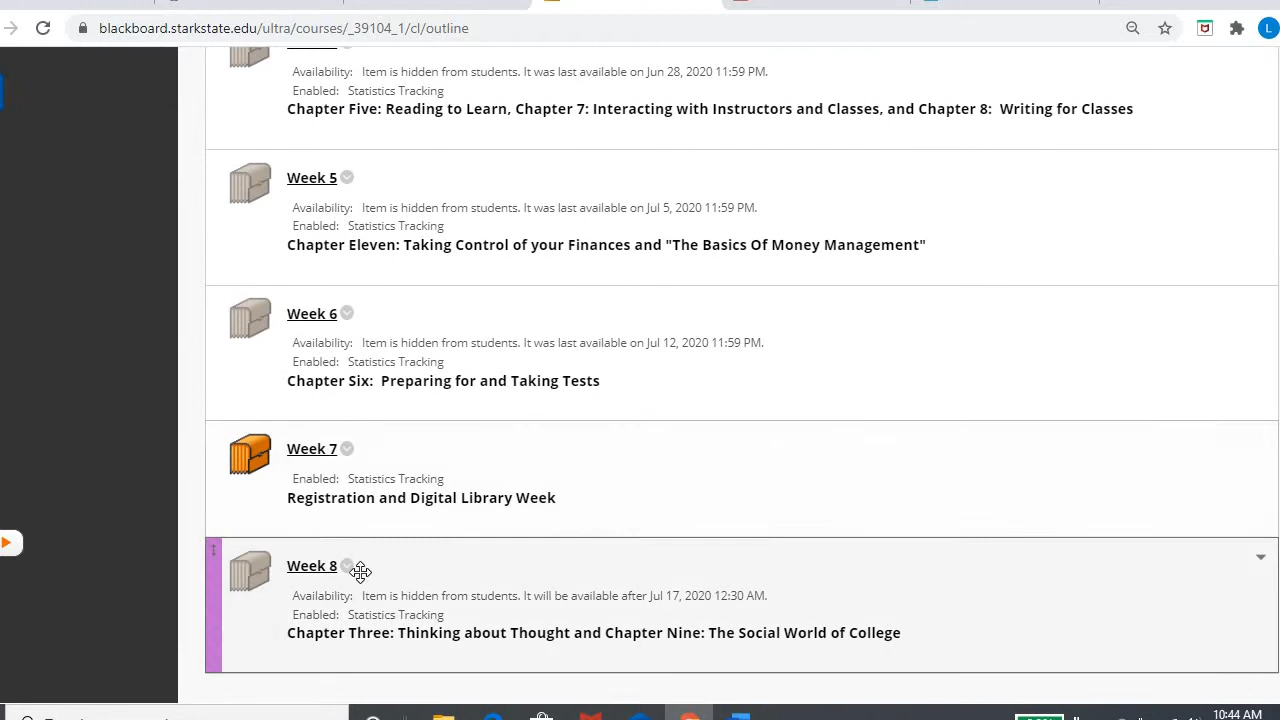 blackboard.starkstate.edu/ultra/courses/_39104_1/cl/outline
L
Availability: Item is hidden from students. It was last available on Jun 28, 2020 11:59 PM.
Enabled: Statistics Tracking
Chapter Five: Reading to Learn, Chapter 7: Interacting with Instructors and Classes, and Chapter 8: Writing for Classes
Week 5
Availability: Item is hidden from students. It was last available on Jul 5, 2020 11:59 PM.
Enabled: Statistics Tracking
Chapter Eleven: Taking Control of your Finances and "The Basics Of Money Management"
Week 6
Availability: Item is hidden from students. It was last available on Jul 12, 2020 11:59 PM.
Enabled: Statistics Tracking
Chapter Six: Preparing for and Taking Tests
Week 7
Enabled: Statistics Tracking
Registration and Digital Library Week
Week 8
Availability: Item is hidden from students. It will be available after Jul 17, 2020 12:30 AM.
Enabled: Statistics Tracking
Chapter Three: Thinking about Thought and Chapter Nine: The Social World of College
10:44 AM